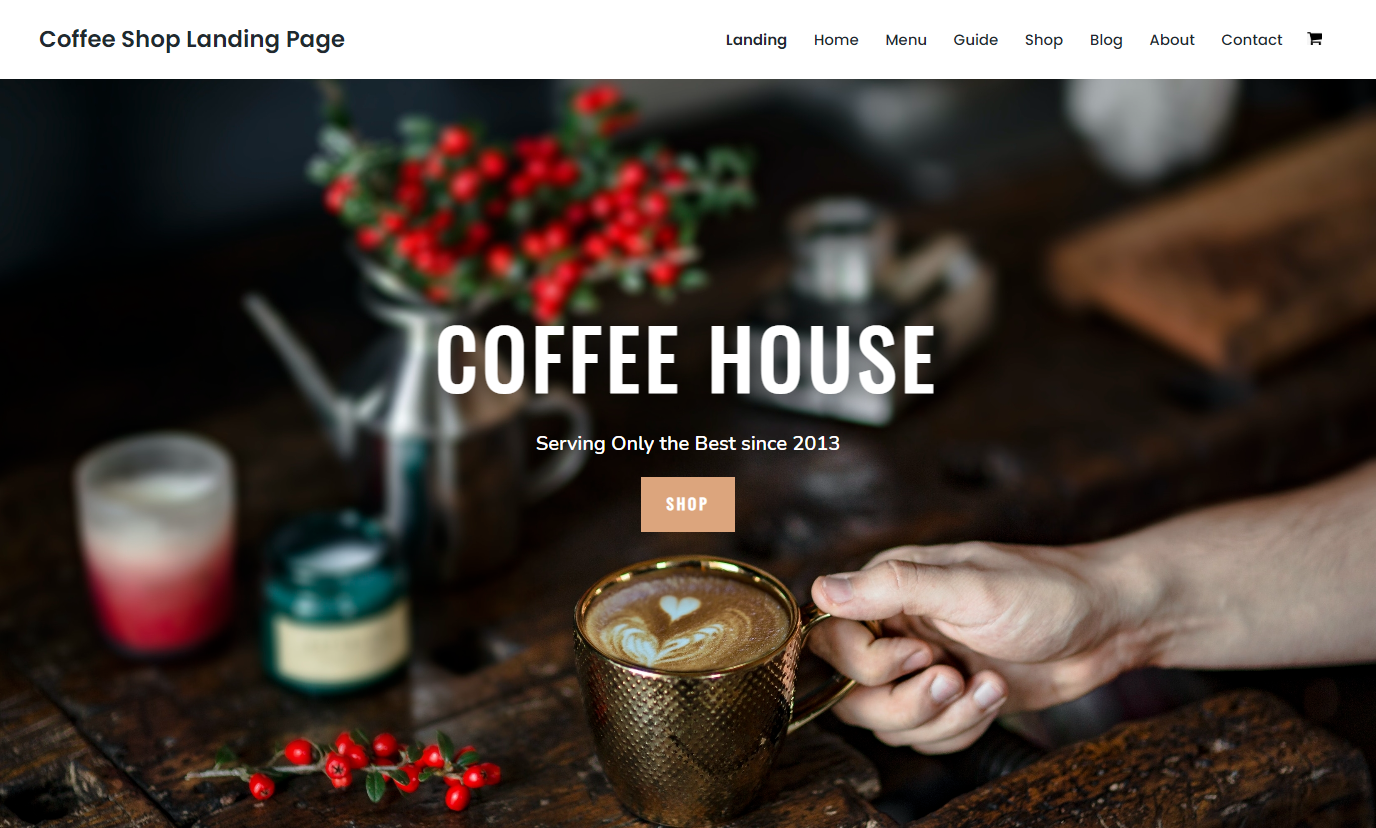 Coffee Shop Landing Page
Landing Home Menu Guide Shop Blog About Contact
COFFEE HOUSE
Serving Only the Best since 2013
SHOP